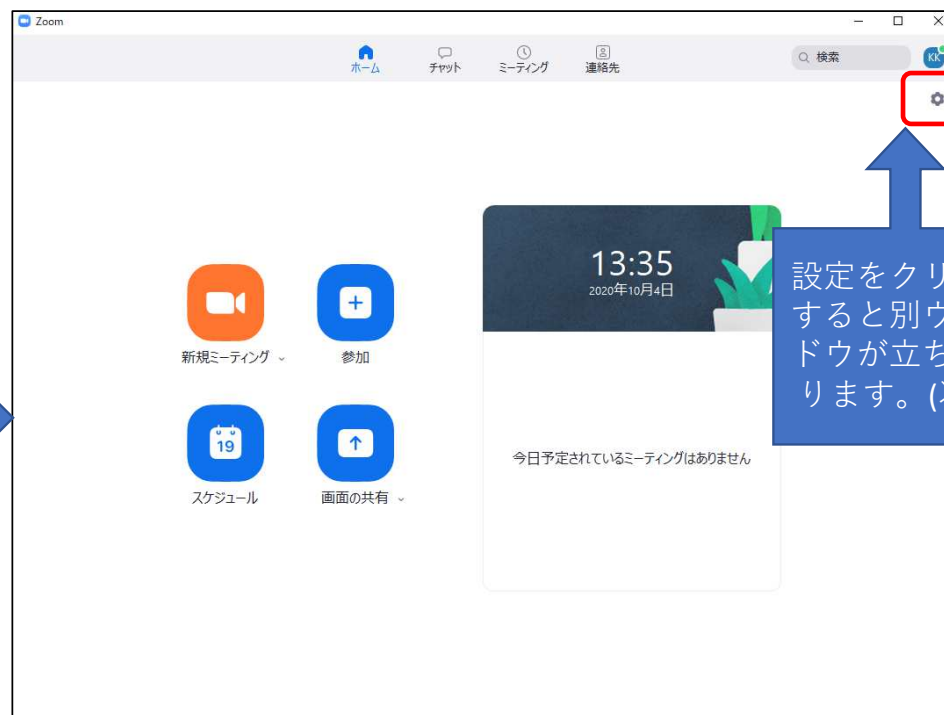 Zoom
ホーム
チャット
ミーティング
連絡先
検索
KK
13:35
2020年10月4日
設定をクリ
すると別ウ
ドウが立ち
ります。(
新規ミーティング
参加
19
スケジュール
画面の共有
今日予定されているミーティングはありません